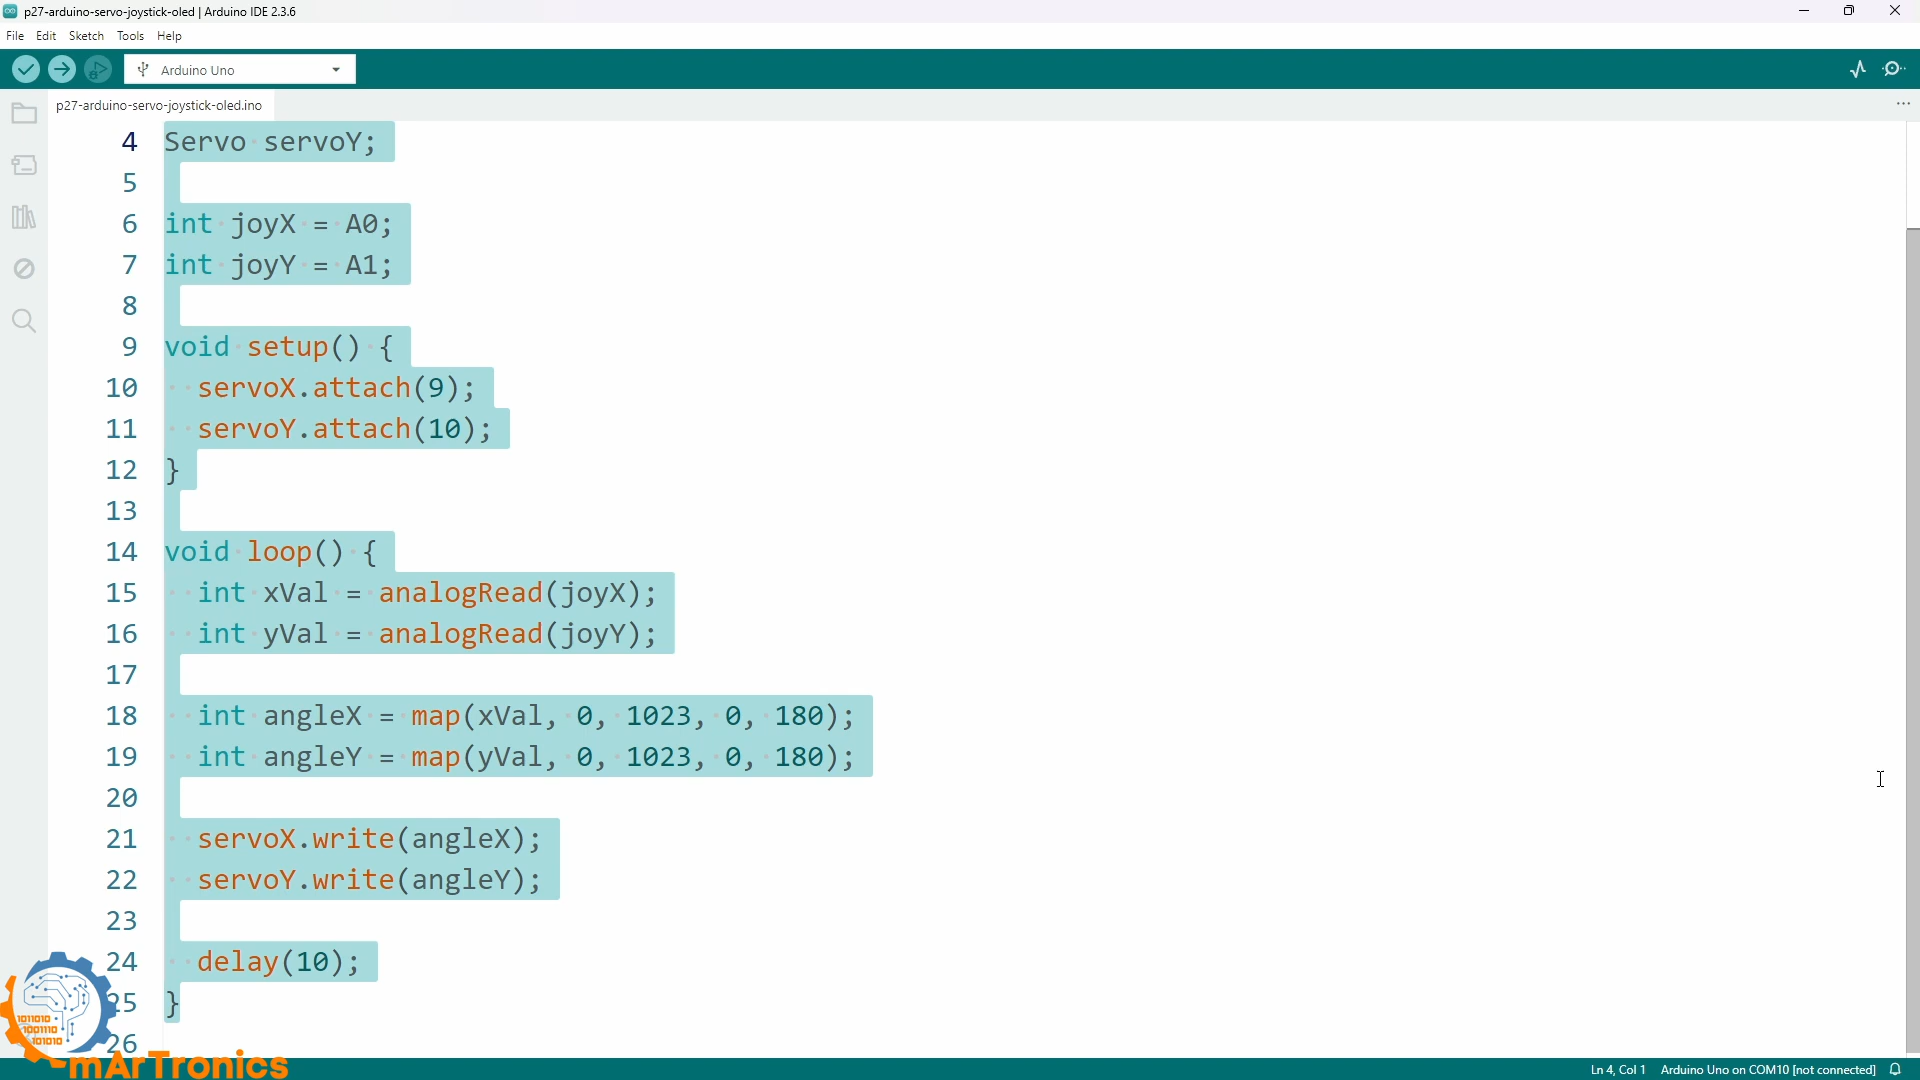 p27-arduino-servo-joystick-oled | Arduino IDE 2.3.6
File Edit Sketch Tools Help
Arduino Uno
p27-arduino-servo-joystick-oled.ino
4 Servo servoY;
5
6 int joyX = A0;
7 int joyY = A1;
8
9 void setup() {
10 servoX.attach(9);
11 servoY.attach(10);
12 }
13
14 void loop() {
15 int xVal = analogRead(joyX);
16 int yVal = analogRead(joyY);
17
18 int angleX = map(xVal, 0, 1023, 0, 180);
19 int angleY = map(yVal, 0, 1023, 0, 180);
20
21 servoX.write(angleX);
22 servoY.write(angleY);
23
24 delay(10);
25 }
26
1011010
1001110
101010
mArTronics
Ln 4, Col 1 Arduino Uno on COM10 [not connected]